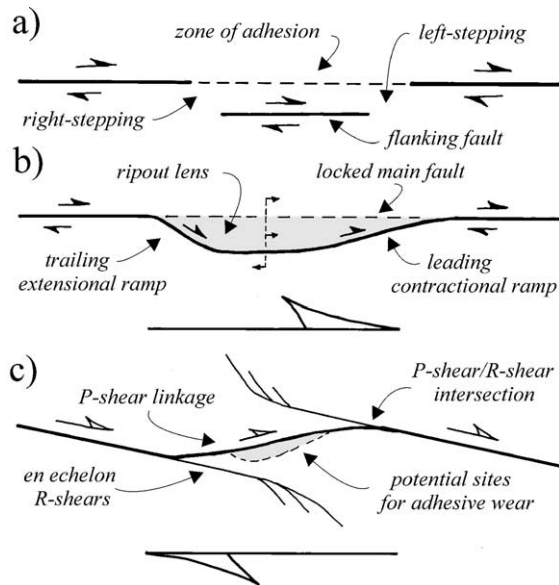 a)
zone of adhesion
left-stepping
right-stepping
flanking fault
b)
ripout lens
locked main fault
trailing
extensional ramp
leading
contractional ramp
c)
P-shear linkage
P-shear/R-shear
intersection
en echelon
R-shears
potential sites
for adhesive wear